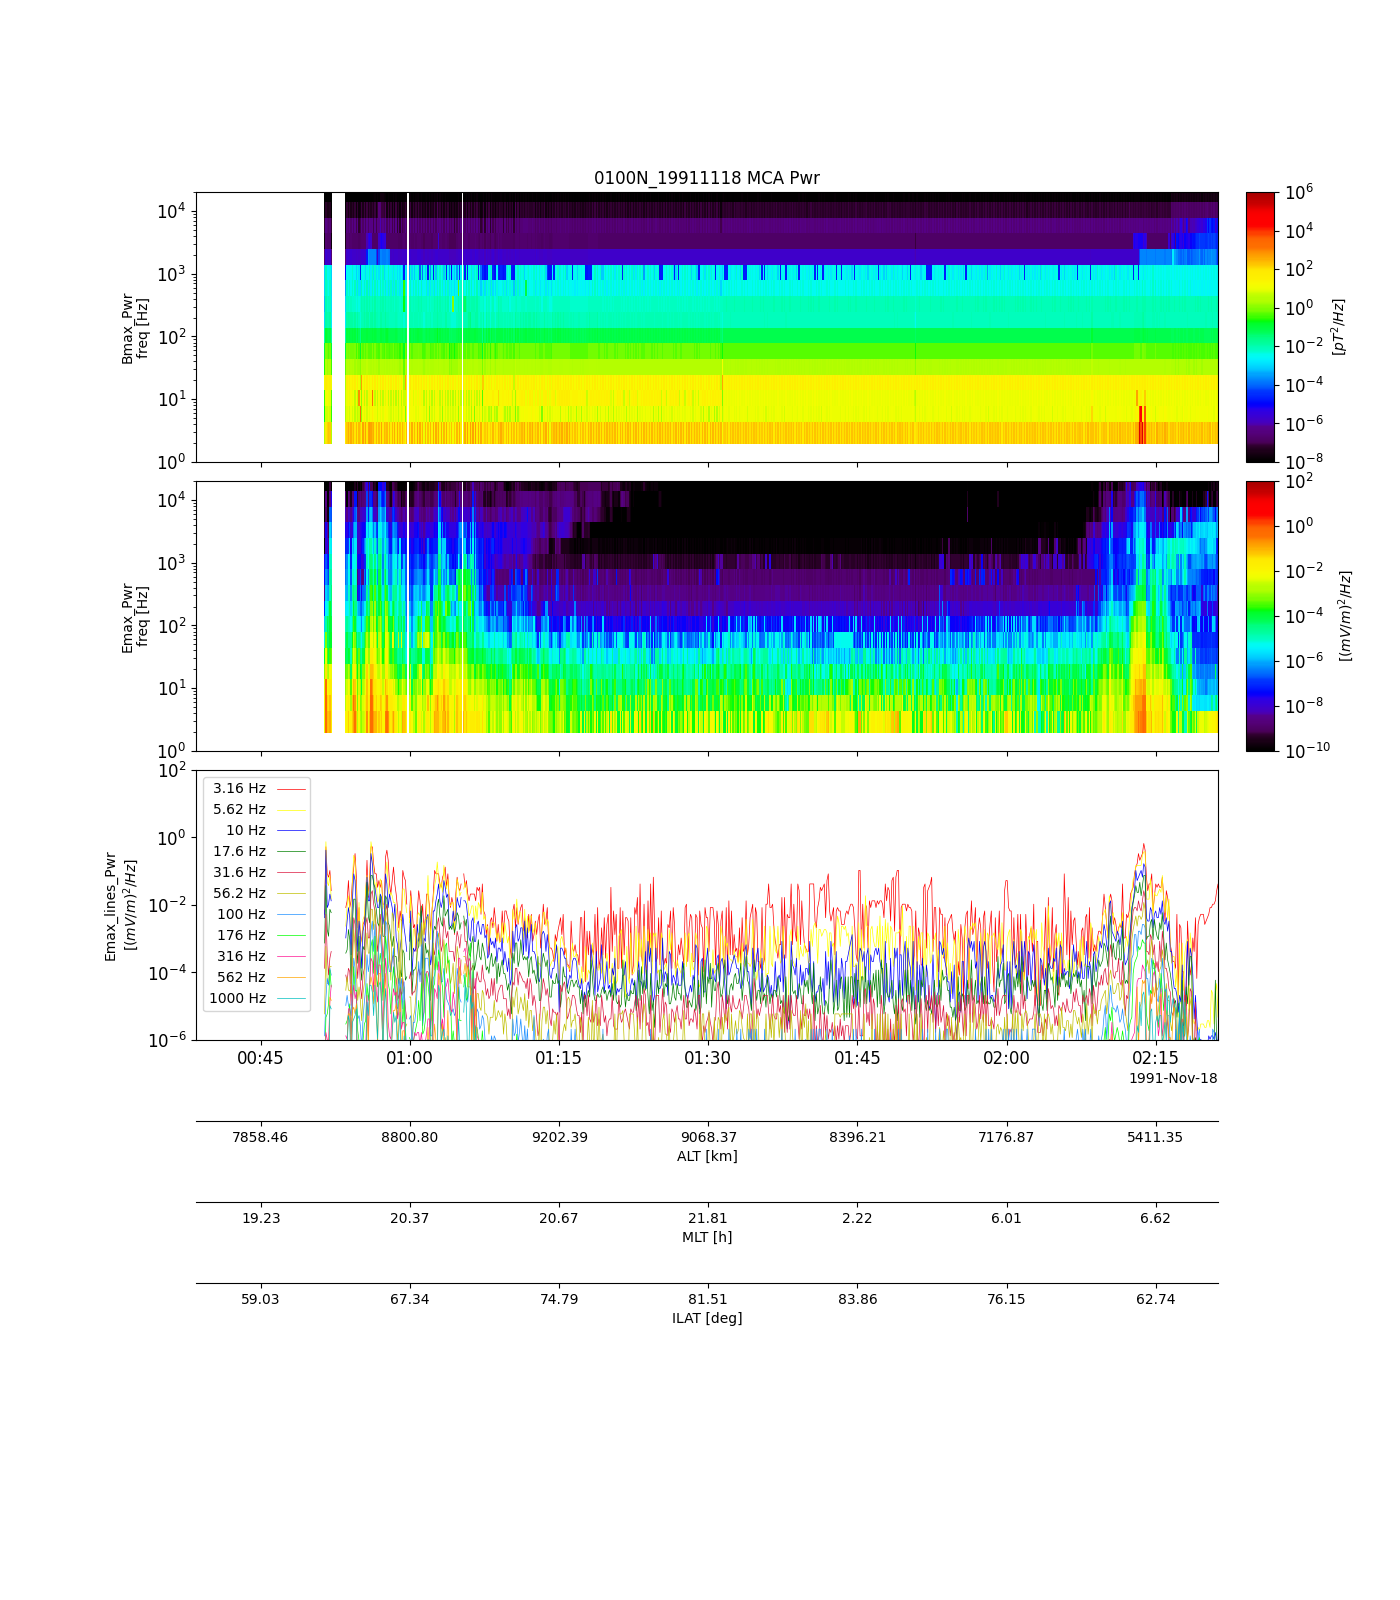 0100N_19911118 MCA Pwr
10^4
10^3
10^2
10^1
10^0
Bmax_Pwr
freq [Hz]
10^6
10^4
10^2
10^0
10^−2
10^−4
10^−6
10^−8
[pT^2/Hz]
10^4
10^3
10^2
10^1
10^0
Emax_Pwr
freq [Hz]
10^2
10^0
10^−2
10^−4
10^−6
10^−8
10^−10
[(mV/m)^2/Hz]
10^2
10^0
10^−2
10^−4
10^−6
Emax_lines_Pwr
[(mV/m)^2/Hz]
3.16 Hz
5.62 Hz
10 Hz
17.6 Hz
31.6 Hz
56.2 Hz
100 Hz
176 Hz
316 Hz
562 Hz
1000 Hz
00:45 01:00 01:15 01:30 01:45 02:00 02:15
1991-Nov-18
7858.46 8800.80 9202.39 9068.37 8396.21 7176.87 5411.35
ALT [km]
19.23 20.37 20.67 21.81 2.22 6.01 6.62
MLT [h]
59.03 67.34 74.79 81.51 83.86 76.15 62.74
ILAT [deg]